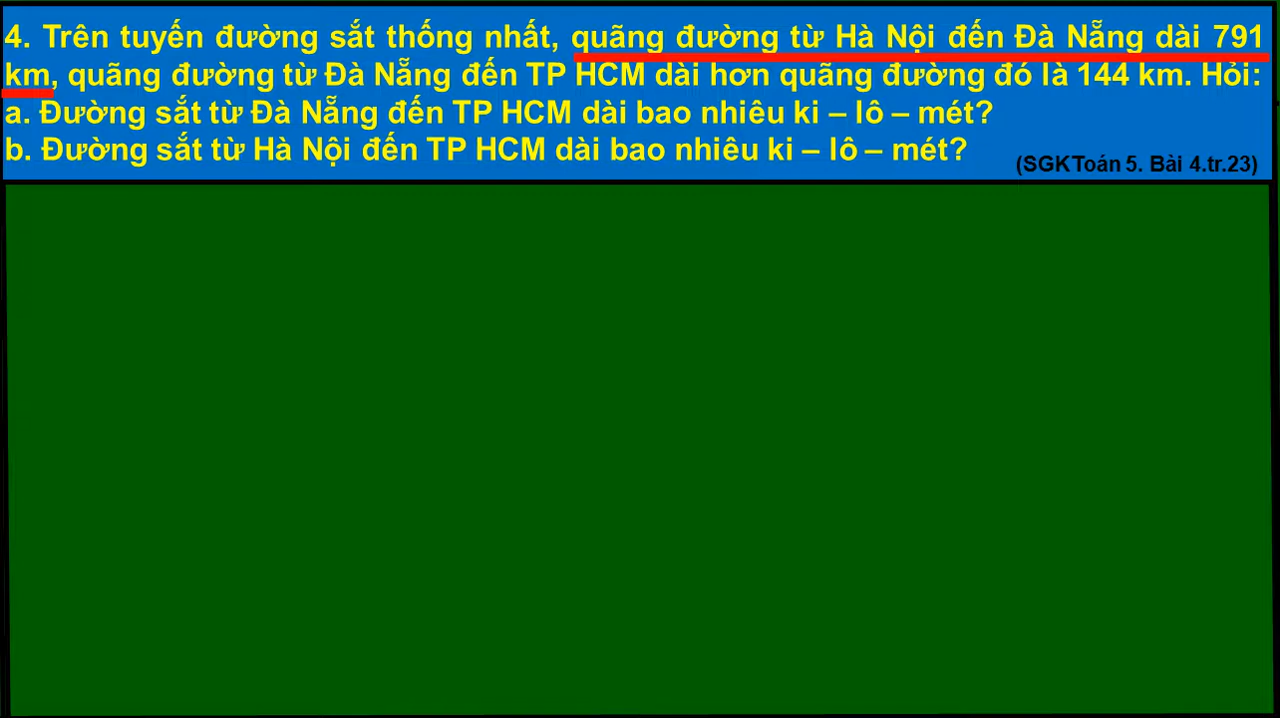 4. Trên tuyến đường sắt thống nhất, quãng đường từ Hà Nội đến Đà Nẵng dài 791
km, quãng đường từ Đà Nẵng đến TP HCM dài hơn quãng đường đó là 144 km. Hỏi:
a. Đường sắt từ Đà Nẵng đến TP HCM dài bao nhiêu ki – lô – mét?
b. Đường sắt từ Hà Nội đến TP HCM dài bao nhiêu ki – lô – mét?
(SGKToán 5. Bài 4.tr.23)